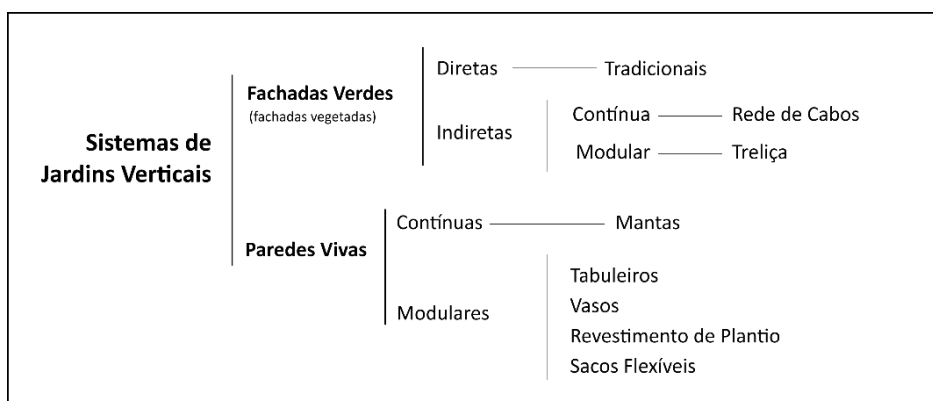 Sistemas de
Jardins Verticais
Fachadas Verdes
(fachadas vegetadas)
Diretas
Tradicionais
Indiretas
Contínua
Rede de Cabos
Modular
Treliça
Paredes Vivas
Contínuas
Mantas
Modulares
Tabuleiros
Vasos
Revestimento de Plantio
Sacos Flexíveis